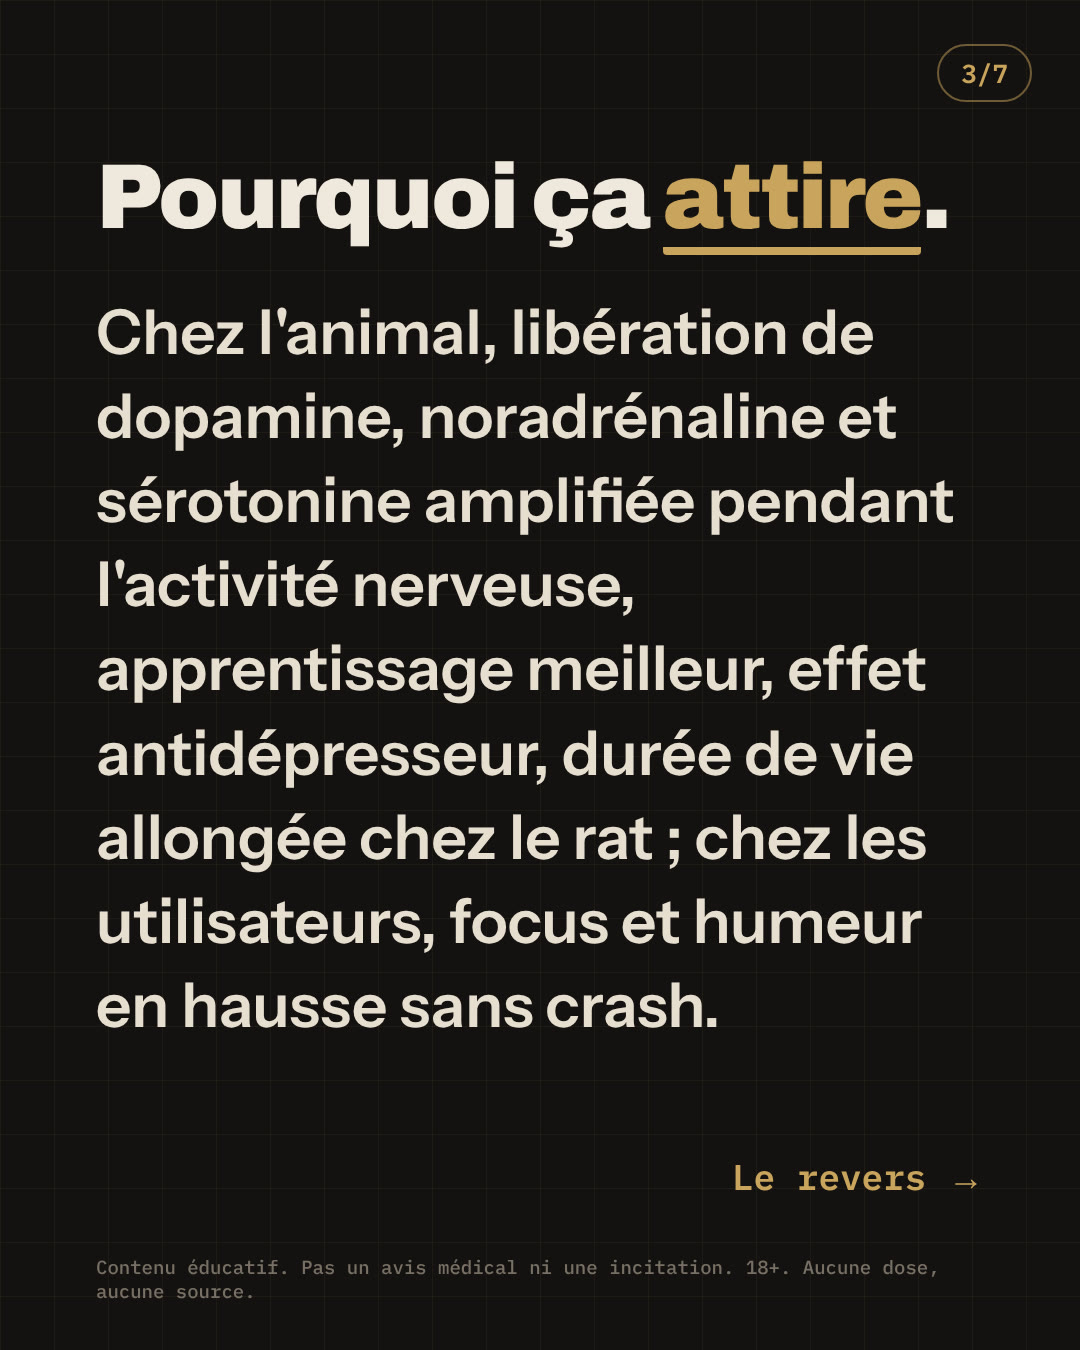 3/7
Pourquoi ça attire.
Chez l'animal, libération de
dopamine, noradrénaline et
sérotonine amplifiée pendant
l'activité nerveuse,
apprentissage meilleur, effet
antidépresseur, durée de vie
allongée chez le rat ; chez les
utilisateurs, focus et humeur
en hausse sans crash.
Le revers →
Contenu éducatif. Pas un avis médical ni une incitation. 18+. Aucune dose,
aucune source.